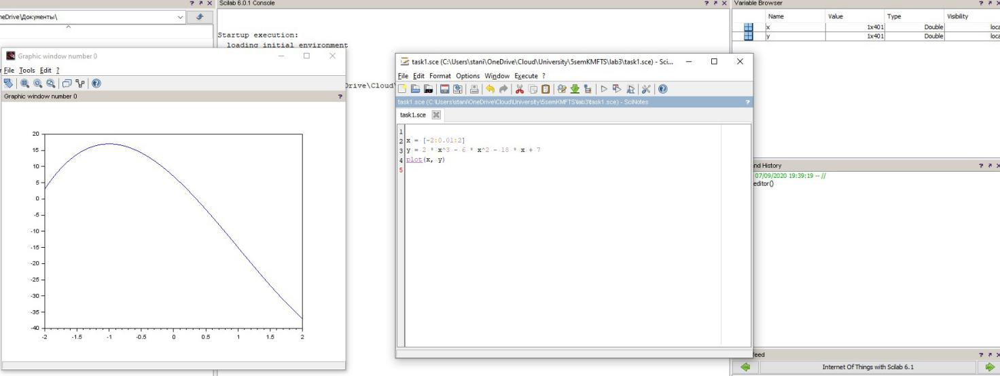 Scilab 6.0.1 Console
Variable Browser
neDrive\Документы\
Startup execution:
loading initial environment
Name Value Type Visibility
x 1x401 Double loca
y 1x401 Double loca
Graphic window number 0
File Tools Edit ?
Graphic window number 0 ?
20
15
10
5
0
-5
-10
-15
-20
-25
-30
-35
-40
-2 -1.5 -1 -0.5 0 0.5 1 1.5 2
Drive\Cloud\
task1.sce (C:\Users\stani\OneDrive\Cloud\University\5semKMFTS\lab3\task1.sce) - Sci...
File Edit Format Options Window Execute ?
task1.sce (C:\Users\stani\OneDrive\Cloud\University\5semKMFTS\lab3\task1.sce) - SciNotes ?
task1.sce
1
2 x = [-2:0.01:2]
3 y = 2 * x^3 - 6 * x^2 - 18 * x + 7
4 plot(x, y)
5
nd History
07/09/2020 19:39:19 -- //
editor()
feed
Internet Of Things with Scilab 6.1